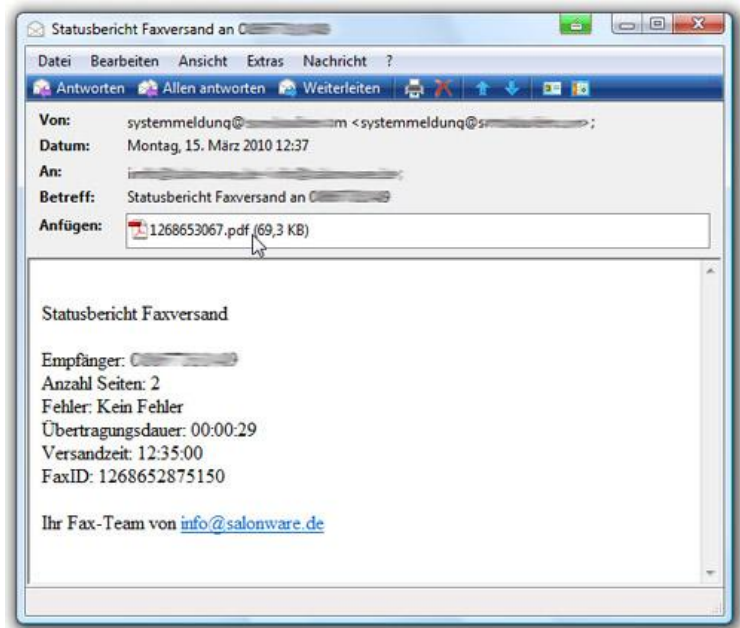 Statusbericht Faxversand an
Datei Bearbeiten Ansicht Extras Nachricht ?
Antworten Allen antworten Weiterleiten
Von: systemmeldung@ <systemmeldung@
Datum: Montag, 15. März 2010 12:37
An:
Betreff: Statusbericht Faxversand an
Anfügen: 1268653067.pdf (69,3 KB)
Statusbericht Faxversand
Empfänger:
Anzahl Seiten: 2
Fehler: Kein Fehler
Übertragungsdauer: 00:00:29
Versandzeit: 12:35:00
FaxID: 1268652875150
Ihr Fax-Team von info@salonware.de